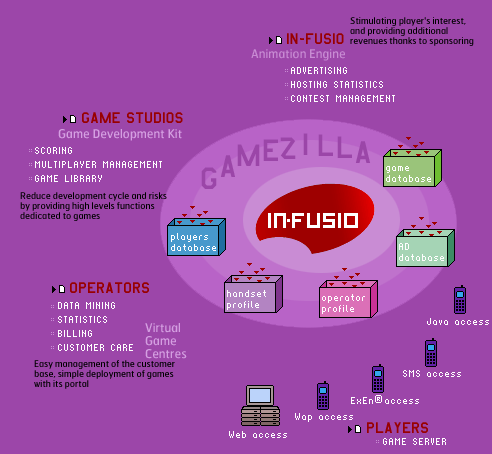 Stimulating player's interest,
and providing additional
revenues thanks to sponsoring
IN-FUSIO
Animation Engine
ADVERTISING
HOSTING STATISTICS
CONTEST MANAGEMENT
GAME STUDIOS
Game Development Kit
SCORING
MULTIPLAYER MANAGEMENT
GAME LIBRARY
Reduce development cycle and risks
by providing high levels functions
dedicated to games
GAMEZILLA
game
database
IN-FUSIO
players
database
AD
database
handset
profile
operator
profile
OPERATORS
DATA MINING
STATISTICS
BILLING
CUSTOMER CARE
Virtual
Game
Centres
Easy management of the customer
base, simple deployment of games
with its portal
Java access
SMS access
ExEn® access
Wap access
Web access
PLAYERS
GAME SERVER